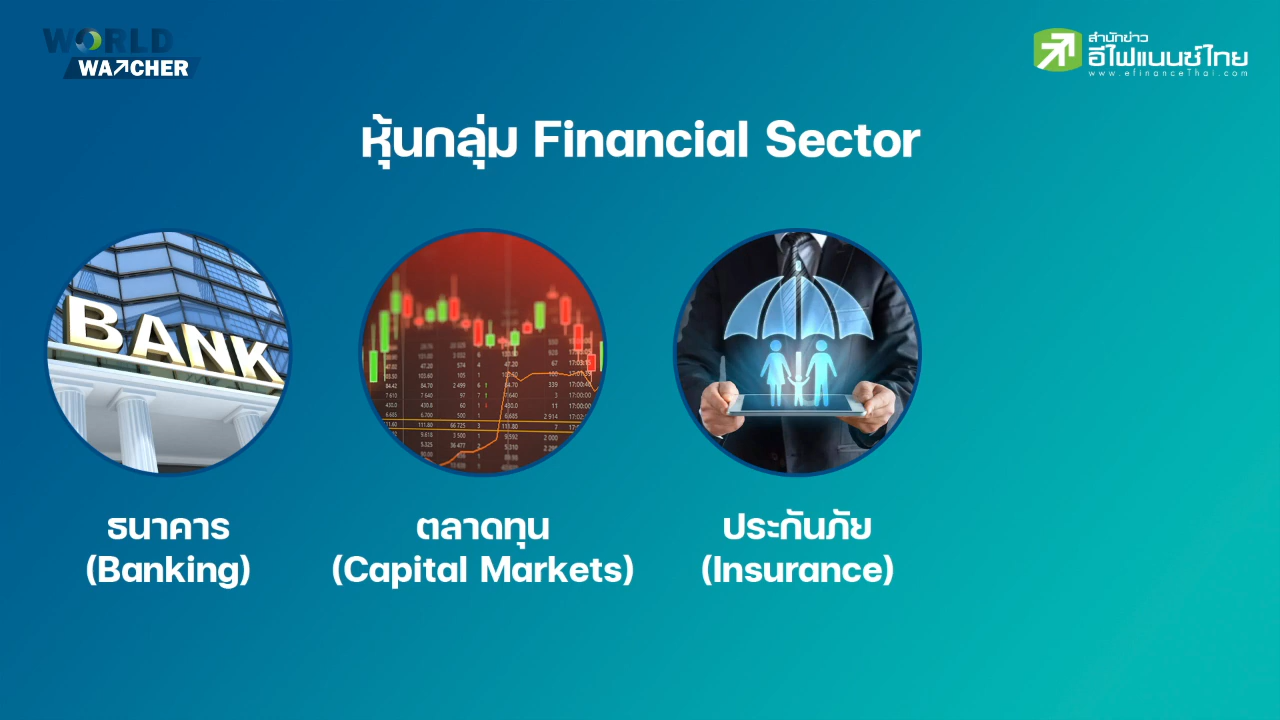 WORLD
WATCHER
สำนักข่าว
อีไฟแนนซ์ไทย
www.efinanceThai.com
หุ้นกลุ่ม Financial Sector
BANK
ธนาคาร
(Banking)
ตลาดทุน
(Capital Markets)
ประกันภัย
(Insurance)